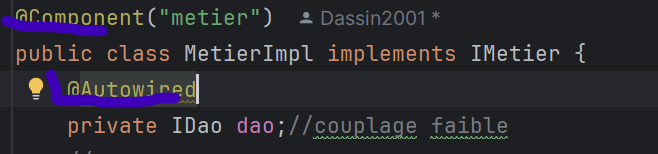 @Component("metier") Dassin2001 *
public class MetierImpl implements IMetier {
@Autowired
private IDao dao;//couplage faible